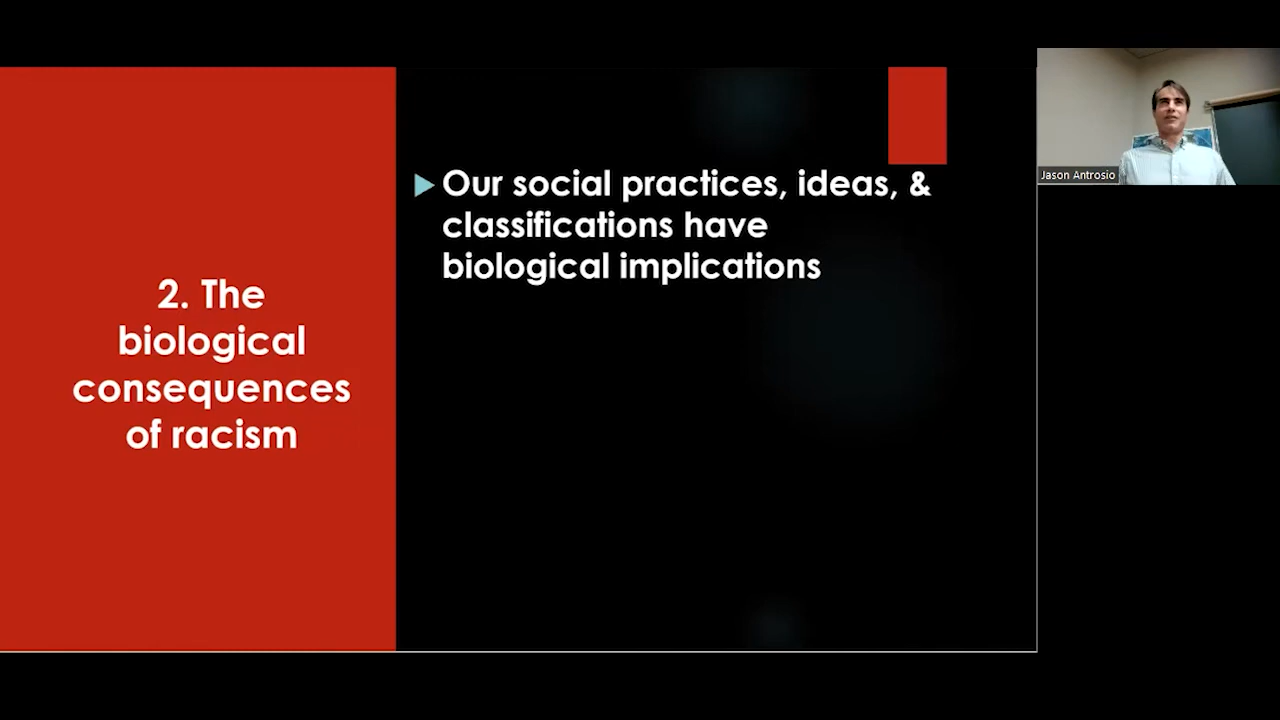 2. The
biological
consequences
of racism
Our social practices, ideas, &
classifications have
biological implications
Jason Antrosio